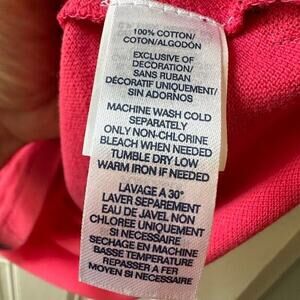 100% COTTON/
COTON/ALGODÓN
EXCLUSIVE OF
DECORATION/
SANS RUBAN
DÉCORATIF UNIQUEMENT/
SIN ADORNOS
MACHINE WASH COLD
SEPARATELY
ONLY NON-CHLORINE
BLEACH WHEN NEEDED
TUMBLE DRY LOW
WARM IRON IF NEEDED
LAVAGE A 30°
LAVER SEPAREMENT
EAU DE JAVEL NON
CHLOREE UNIQUEMENT
SI NECESSAIRE
SECHAGE EN MACHINE
BASSE TEMPERATURE
REPASSER A FER
MOYEN SI NECESSAIRE